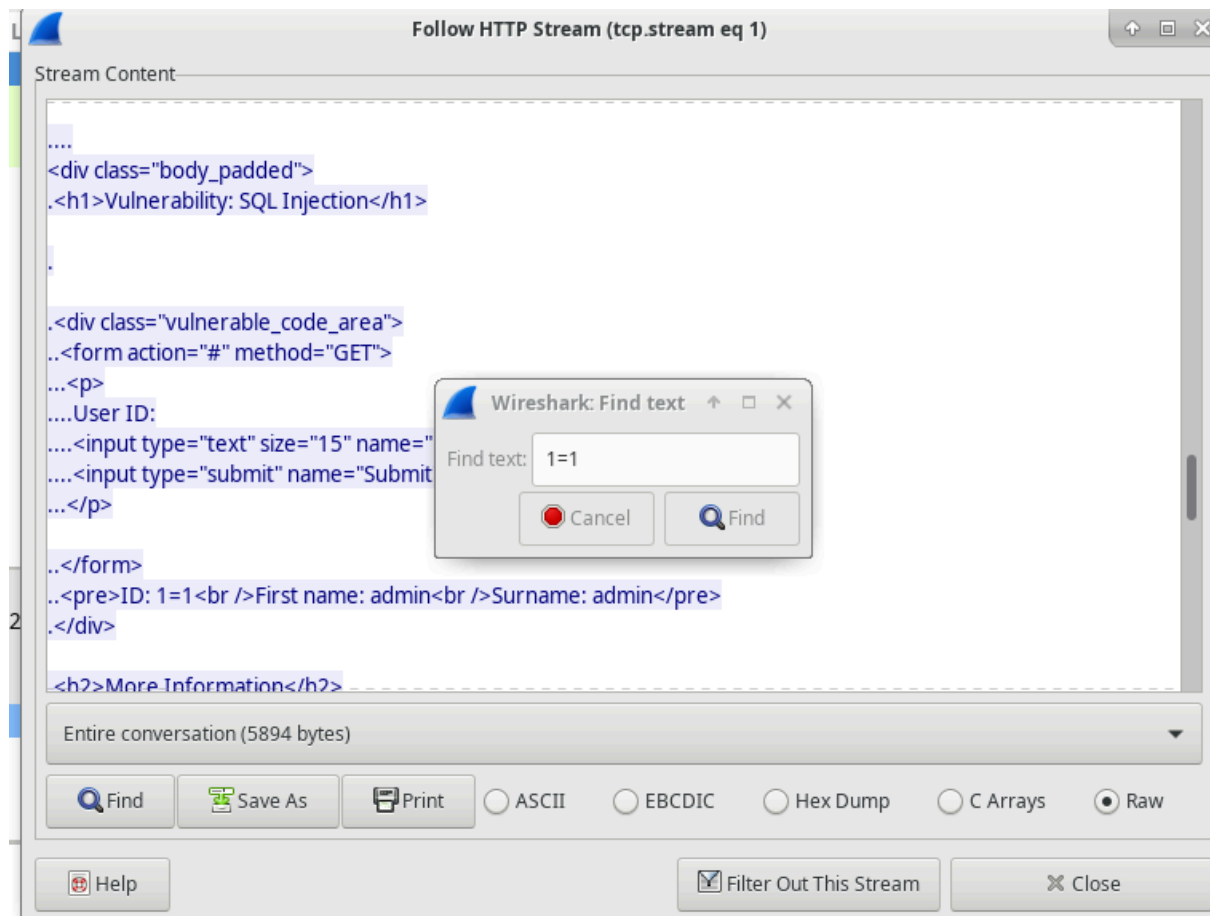 Follow HTTP Stream (tcp.stream eq 1)
Stream Content
....
<div class="body_padded">
.<h1>Vulnerability: SQL Injection</h1>
.
.<div class="vulnerable_code_area">
..<form action="#" method="GET">
...<p>
....User ID:
....<input type="text" size="15" name="
....<input type="submit" name="Submit
...</p>
..</form>
..<pre>ID: 1=1<br />First name: admin<br />Surname: admin</pre>
.</div>
<h2>More Information</h2>
Wireshark: Find text
Find text: 1=1
Cancel Find
Entire conversation (5894 bytes)
Find Save As Print ASCII EBCDIC Hex Dump C Arrays Raw
Help Filter Out This Stream Close